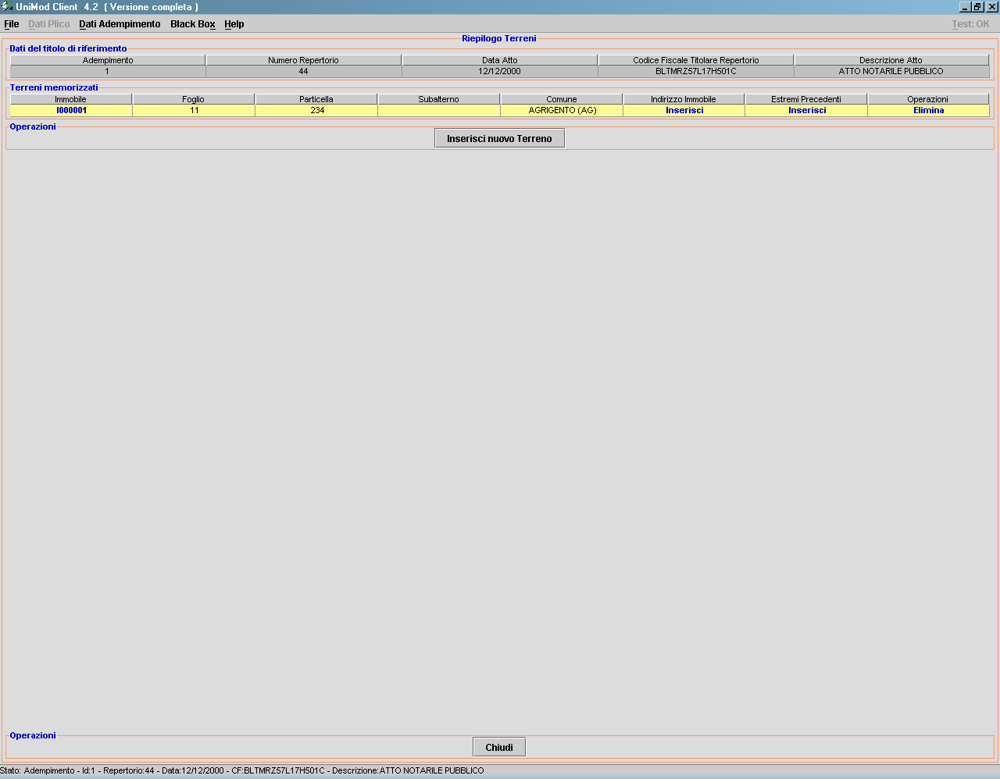 UniMod Client 4.2 ( Versione completa )
File Dati Plico Dati Adempimento Black Box Help Test: OK
Riepilogo Terreni
Dati del titolo di riferimento
Adempimento Numero Repertorio Data Atto Codice Fiscale Titolare Repertorio Descrizione Atto
1 44 12/12/2000 BLTMRZ57L17H501C ATTO NOTARILE PUBBLICO
Terreni memorizzati
Immobile Foglio Particella Subalterno Comune Indirizzo Immobile Estremi Precedenti Operazioni
I000001 11 234 AGRIGENTO (AG) Inserisci Inserisci Elimina
Operazioni
Inserisci nuovo Terreno
Operazioni
Chiudi
Stato: Adempimento - Id:1 - Repertorio:44 - Data:12/12/2000 - CF:BLTMRZ57L17H501C - Descrizione:ATTO NOTARILE PUBBLICO